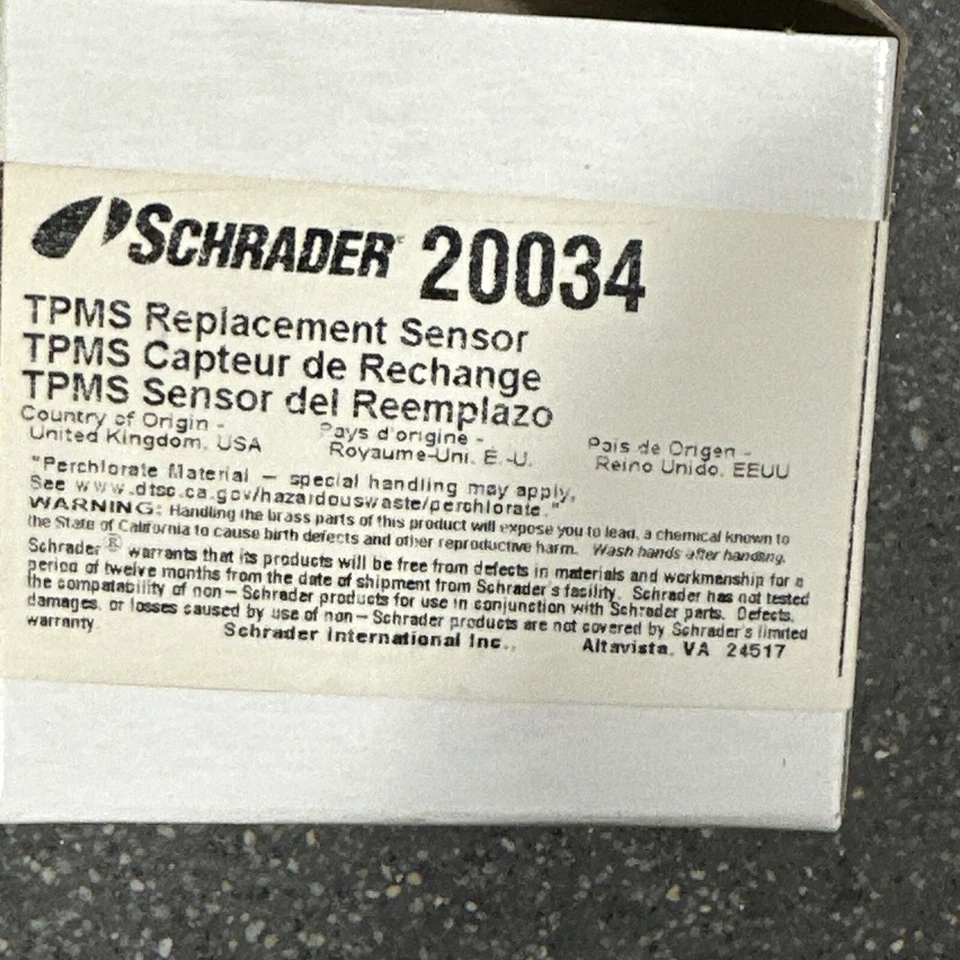 SCHRADER 20034
TPMS Replacement Sensor
TPMS Capteur de Rechange
TPMS Sensor del Reemplazo
Country of Origin - Pays d'origine - Pais de Origen -
United Kingdom, USA Royaume-Uni, E.-U. Reino Unido, EEUU
"Perchlorate Material — special handling may apply,
See www.dtsc.ca.gov/hazardouswaste/perchlorate."
WARNING: Handling the brass parts of this product will expose you to lead, a chemical known to
the State of California to cause birth defects and other reproductive harm. Wash hands after handling.
Schrader® warrants that its products will be free from defects in materials and workmanship for a
period of twelve months from the date of shipment from Schrader's facility. Schrader has not tested
the compatability of non-Schrader products for use in conjunction with Schrader parts. Defects,
damages, or losses caused by use of non-Schrader products are not covered by Schrader's limited
warranty.
Schrader International Inc., Altavista, VA 24517